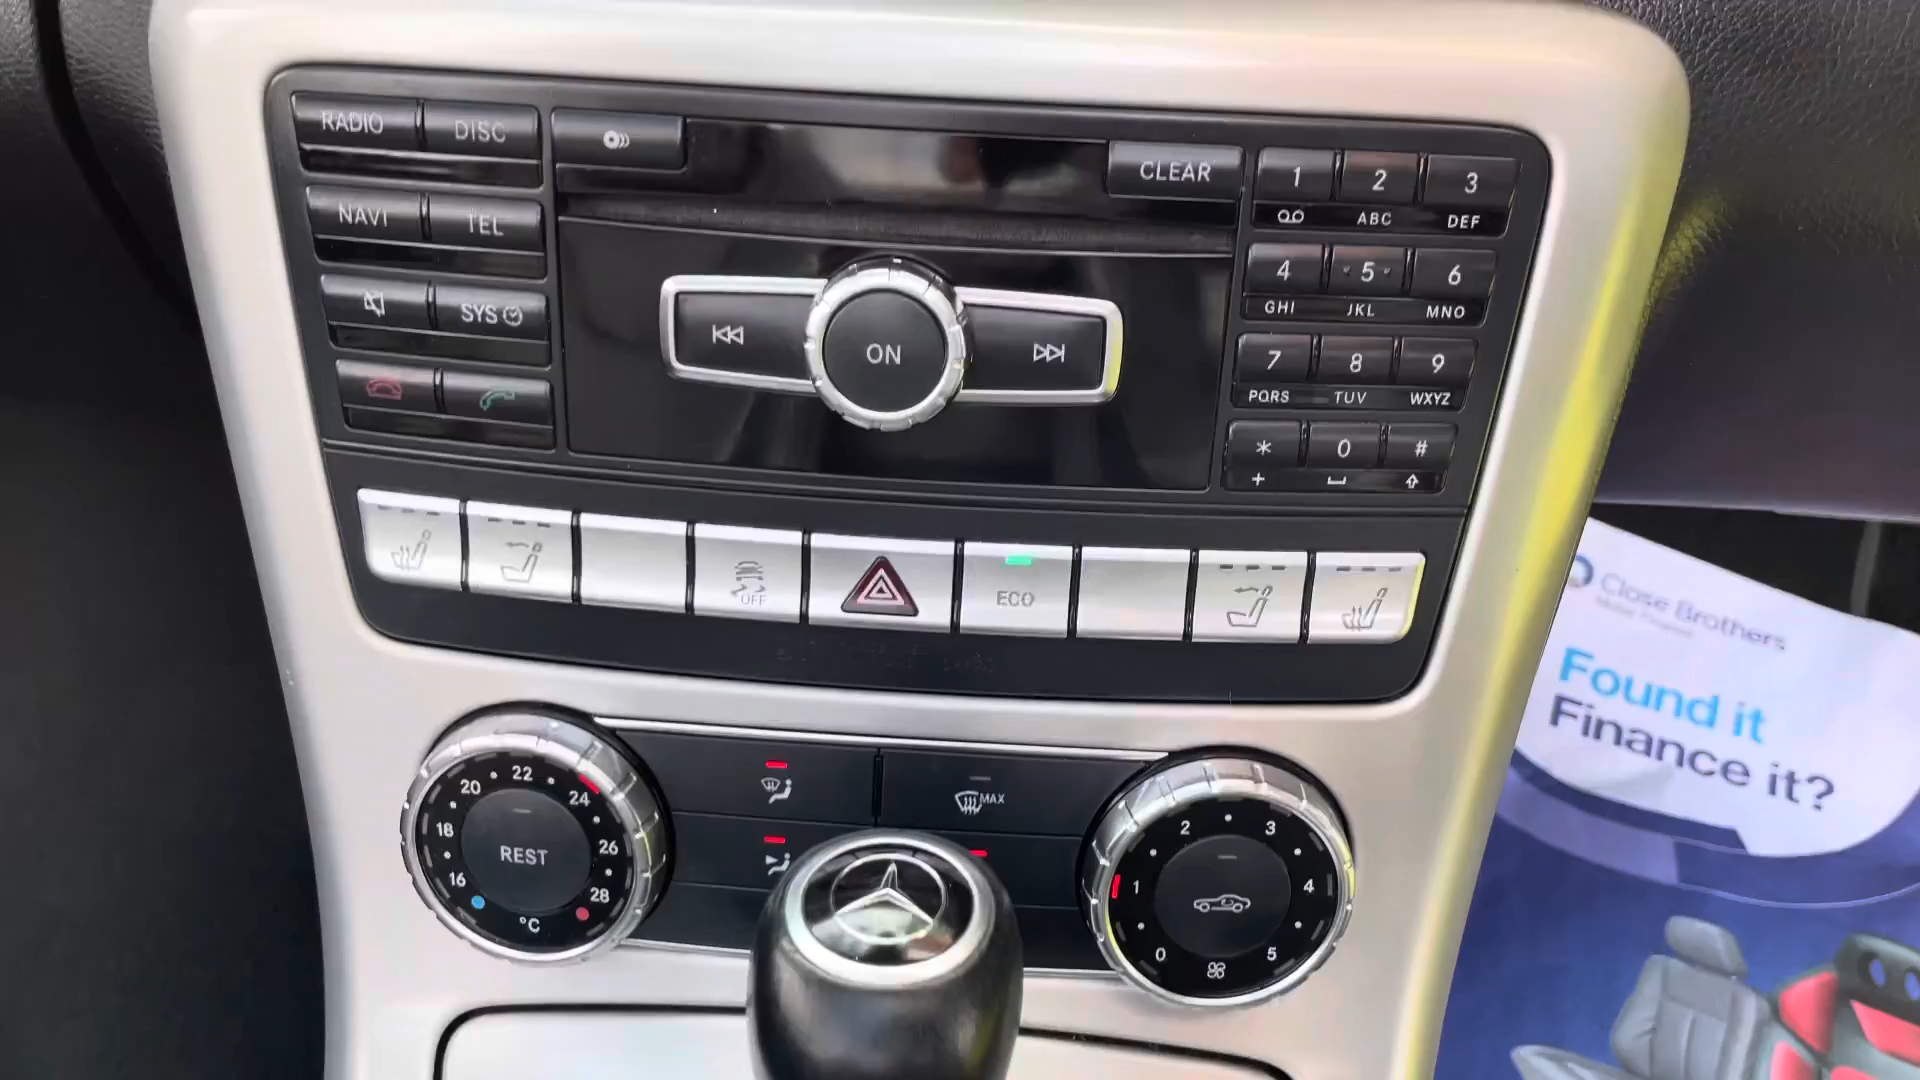 RADIO DISC
CLEAR
1 2 3
ABC DEF
NAVI TEL
4 5 6
GHI JKL MNO
SYS
ON
7 8 9
PQRS TUV WXYZ
* 0 #
+
OFF
ECO
Close Brothers
Found it
Finance it?
22
20 24
18 26
16 28
REST
°C
MAX
2 3
1 4
0 5